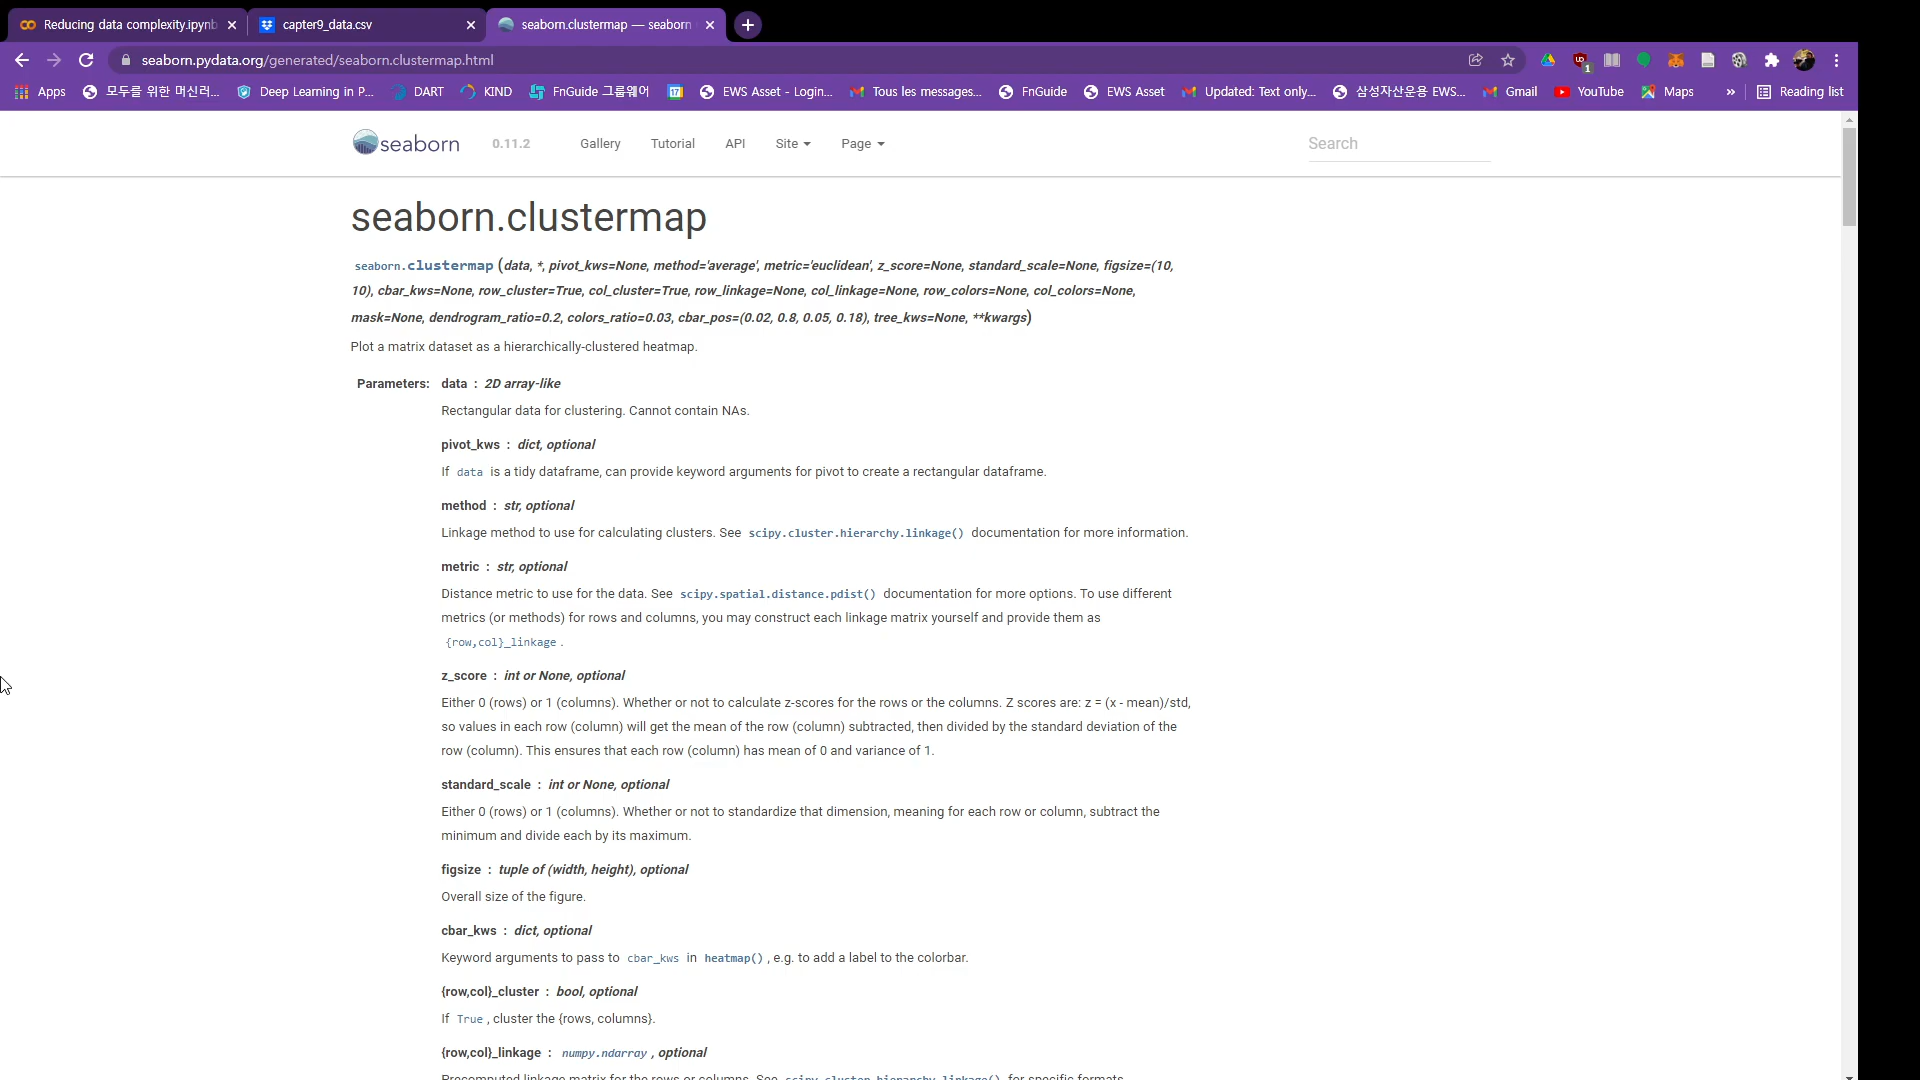 Reducing data complexity.ipynb
capter9_data.csv
seaborn.clustermap — seaborn
seaborn.pydata.org/generated/seaborn.clustermap.html
Apps 모두를 위한 머신러... Deep Learning in P... DART KIND FnGuide 그룹웨어 17 EWS Asset - Login... Tous les messages... FnGuide EWS Asset Updated: Text only... 삼성자산운용 EWS... Gmail YouTube Maps » Reading list
seaborn 0.11.2 Gallery Tutorial API Site Page Search
seaborn.clustermap
seaborn.clustermap (data, *, pivot_kws=None, method='average', metric='euclidean', z_score=None, standard_scale=None, figsize=(10,
10), cbar_kws=None, row_cluster=True, col_cluster=True, row_linkage=None, col_linkage=None, row_colors=None, col_colors=None,
mask=None, dendrogram_ratio=0.2, colors_ratio=0.03, cbar_pos=(0.02, 0.8, 0.05, 0.18), tree_kws=None, **kwargs)
Plot a matrix dataset as a hierarchically-clustered heatmap.
Parameters: data : 2D array-like
Rectangular data for clustering. Cannot contain NAs.
pivot_kws : dict, optional
If data is a tidy dataframe, can provide keyword arguments for pivot to create a rectangular dataframe.
method : str, optional
Linkage method to use for calculating clusters. See scipy.cluster.hierarchy.linkage() documentation for more information.
metric : str, optional
Distance metric to use for the data. See scipy.spatial.distance.pdist() documentation for more options. To use different
metrics (or methods) for rows and columns, you may construct each linkage matrix yourself and provide them as
{row,col}_linkage .
z_score : int or None, optional
Either 0 (rows) or 1 (columns). Whether or not to calculate z-scores for the rows or the columns. Z scores are: z = (x - mean)/std,
so values in each row (column) will get the mean of the row (column) subtracted, then divided by the standard deviation of the
row (column). This ensures that each row (column) has mean of 0 and variance of 1.
standard_scale : int or None, optional
Either 0 (rows) or 1 (columns). Whether or not to standardize that dimension, meaning for each row or column, subtract the
minimum and divide each by its maximum.
figsize : tuple of (width, height), optional
Overall size of the figure.
cbar_kws : dict, optional
Keyword arguments to pass to cbar_kws in heatmap() , e.g. to add a label to the colorbar.
{row,col}_cluster : bool, optional
If True , cluster the {rows, columns}.
{row,col}_linkage : numpy.ndarray , optional
Precomputed linkage matrix for the rows or columns. See scipy.cluster.hierarchy.linkage() for specific formats.